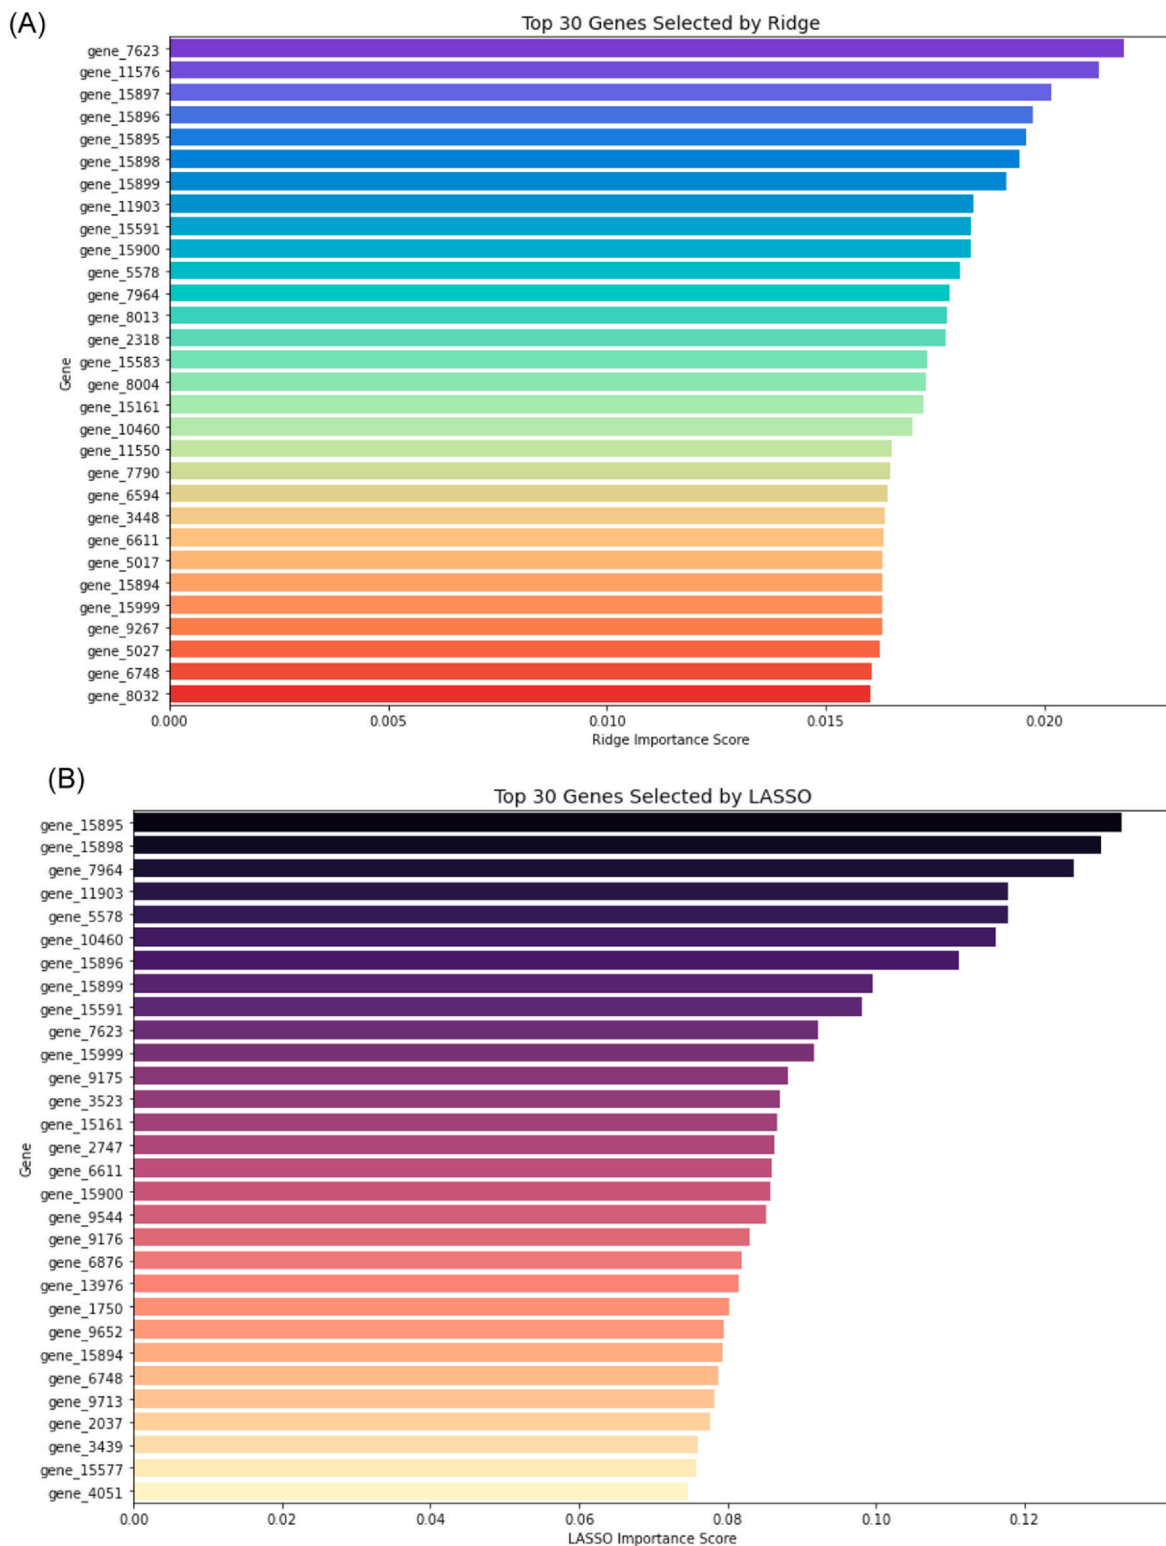 (A)
Top 30 Genes Selected by Ridge
gene_7623
gene_11576
gene_15897
gene_15896
gene_15895
gene_15898
gene_15899
gene_11903
gene_15591
gene_15900
gene_5578
gene_7964
gene_8013
gene_2318
gene_15583
gene_8004
gene_15161
gene_10460
gene_11550
gene_7790
gene_6594
gene_3448
gene_6611
gene_5017
gene_15894
gene_15999
gene_9267
gene_5027
gene_6748
gene_8032
Gene
0.000 0.005 0.010 0.015 0.020
Ridge Importance Score
(B)
Top 30 Genes Selected by LASSO
gene_15895
gene_15898
gene_7964
gene_11903
gene_5578
gene_10460
gene_15896
gene_15899
gene_15591
gene_7623
gene_15999
gene_9175
gene_3523
gene_15161
gene_2747
gene_6611
gene_15900
gene_9544
gene_9176
gene_6876
gene_13976
gene_1750
gene_9652
gene_15894
gene_6748
gene_9713
gene_2037
gene_3439
gene_15577
gene_4051
Gene
0.00 0.02 0.04 0.06 0.08 0.10 0.12
LASSO Importance Score